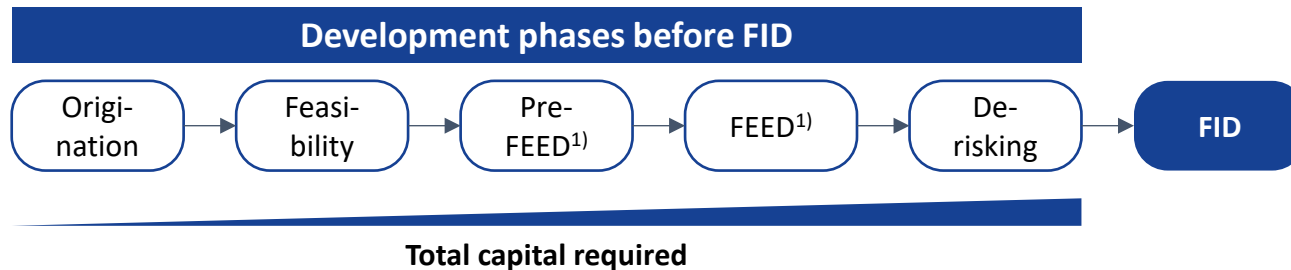 Development phases before FID
Origi-
nation
Feasi-
bility
Pre-
FEED1)
FEED1)
De-
risking
FID
Total capital required